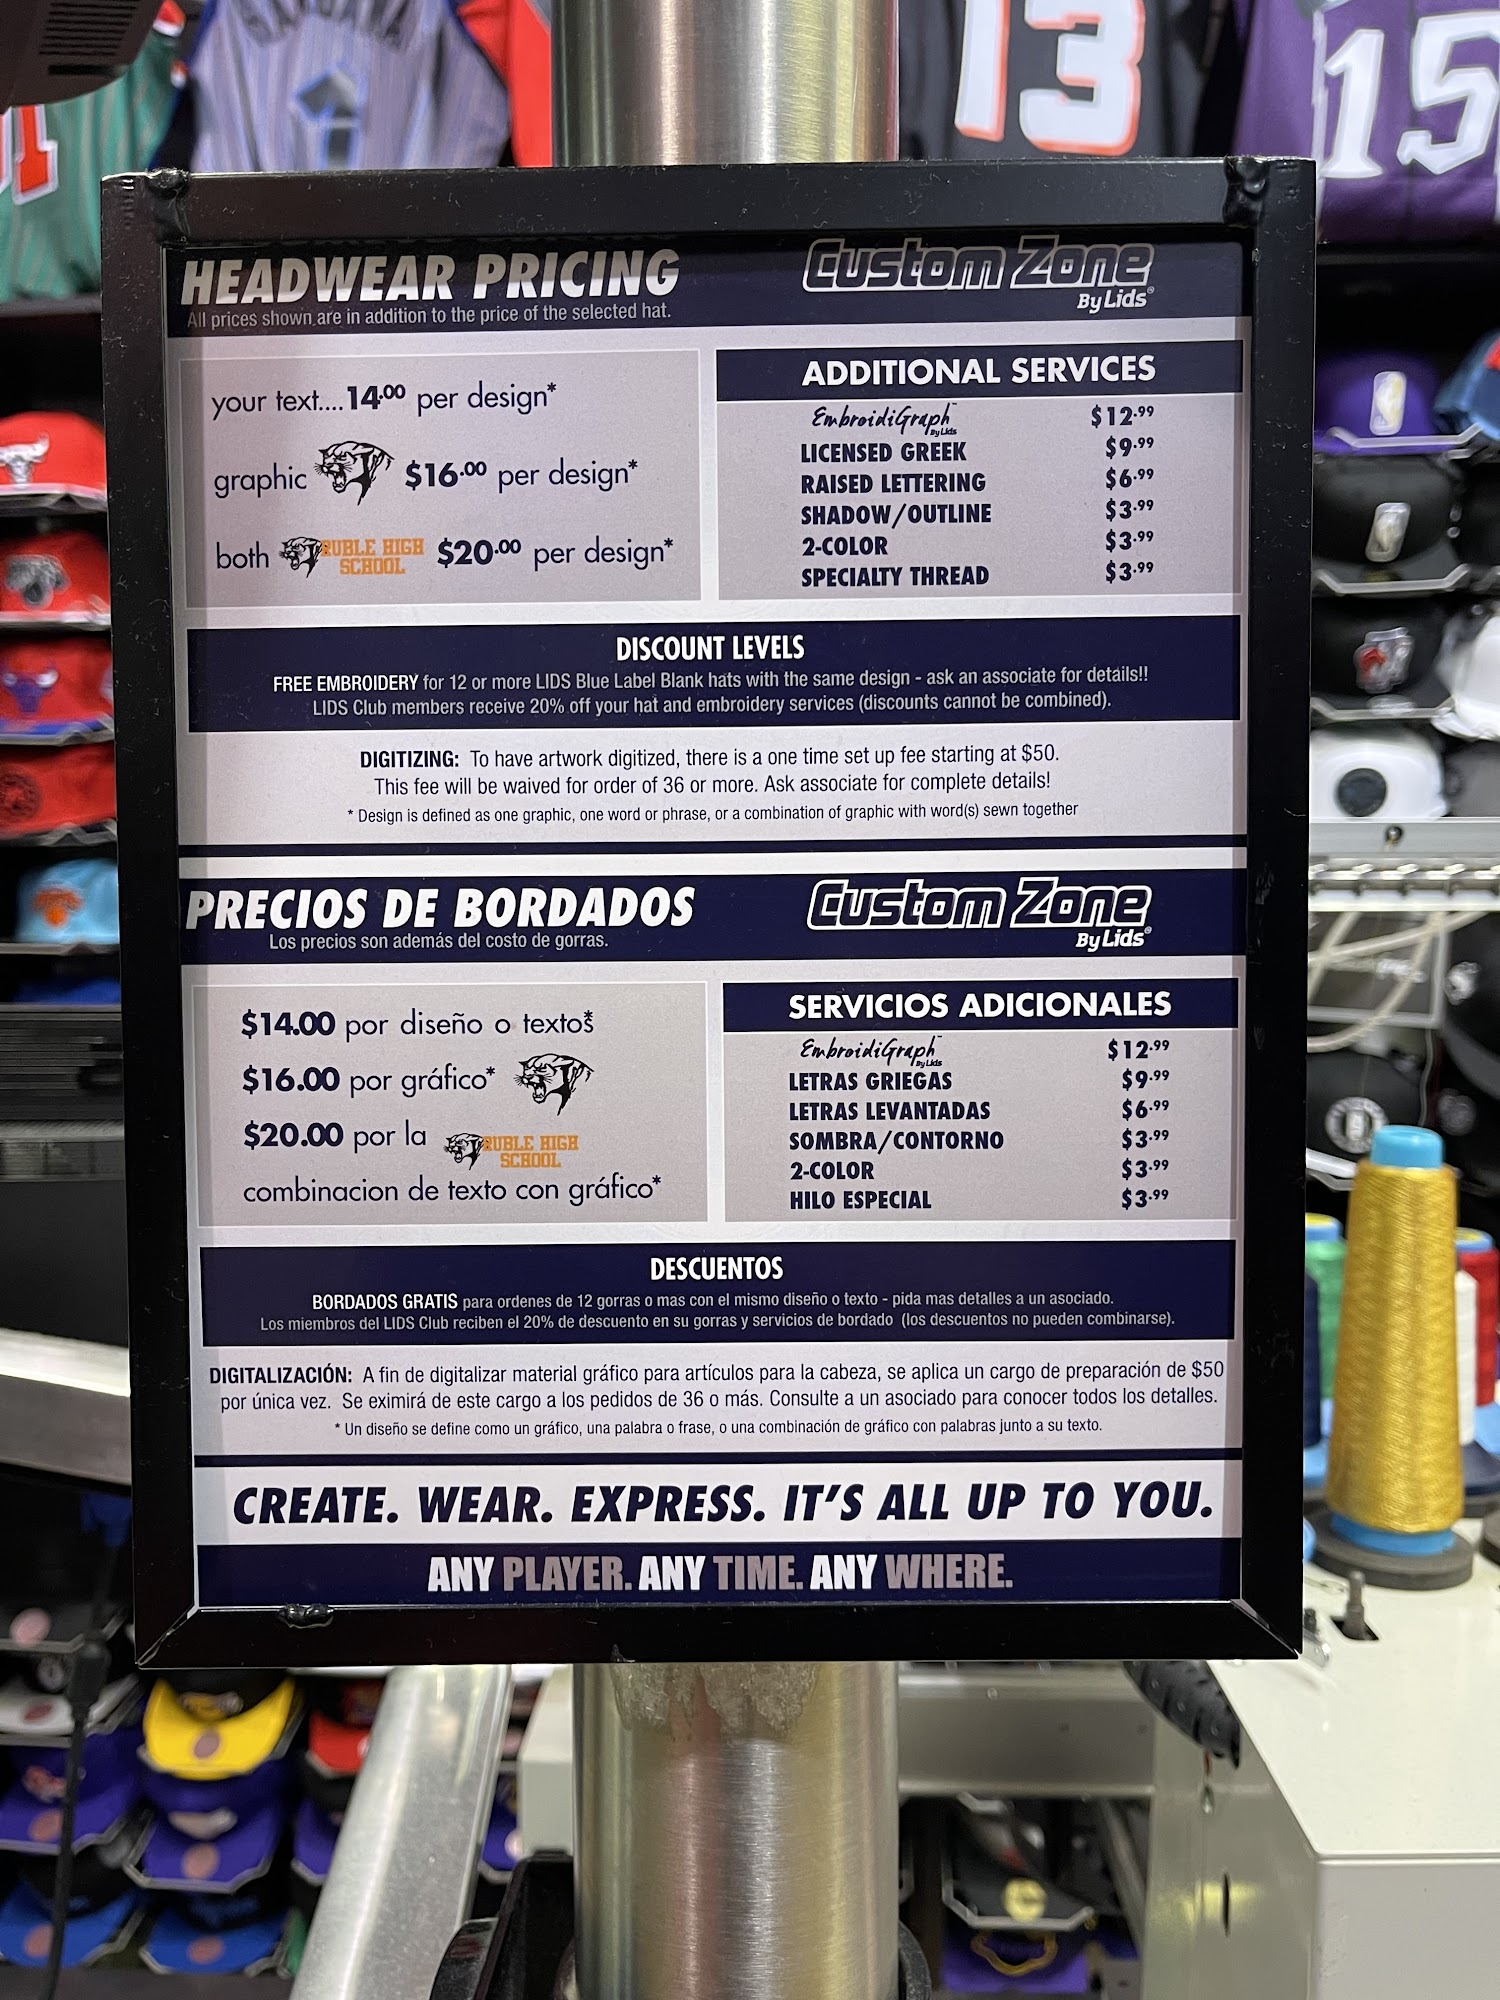 SAVANNA
1
13
15
HEADWEAR PRICING
All prices shown are in addition to the price of the selected hat.
Custom Zone
By Lids®
your text....14.00 per design*
graphic $16.00 per design*
both RUBLE HIGH SCHOOL $20.00 per design*
ADDITIONAL SERVICES
EmbroidiGraph™ By Lids $12.99
LICENSED GREEK $9.99
RAISED LETTERING $6.99
SHADOW/OUTLINE $3.99
2-COLOR $3.99
SPECIALTY THREAD $3.99
DISCOUNT LEVELS
FREE EMBROIDERY for 12 or more LIDS Blue Label Blank hats with the same design - ask an associate for details!!
LIDS Club members receive 20% off your hat and embroidery services (discounts cannot be combined).
DIGITIZING: To have artwork digitized, there is a one time set up fee starting at $50.
This fee will be waived for order of 36 or more. Ask associate for complete details!
* Design is defined as one graphic, one word or phrase, or a combination of graphic with word(s) sewn together
PRECIOS DE BORDADOS
Los precios son además del costo de gorras.
Custom Zone
By Lids®
$14.00 por diseño o textos*
$16.00 por gráfico*
$20.00 por la RUBLE HIGH SCHOOL
combinacion de texto con gráfico*
SERVICIOS ADICIONALES
EmbroidiGraph™ By Lids $12.99
LETRAS GRIEGAS $9.99
LETRAS LEVANTADAS $6.99
SOMBRA/CONTORNO $3.99
2-COLOR $3.99
HILO ESPECIAL $3.99
DESCUENTOS
BORDADOS GRATIS para ordenes de 12 gorras o mas con el mismo diseño o texto - pida mas detalles a un asociado.
Los miembros del LIDS Club reciben el 20% de descuento en su gorras y servicios de bordado (los descuentos no pueden combinarse).
DIGITALIZACIÓN: A fin de digitalizar material gráfico para artículos para la cabeza, se aplica un cargo de preparación de $50
por única vez. Se eximirá de este cargo a los pedidos de 36 o más. Consulte a un asociado para conocer todos los detalles.
* Un diseño se define como un gráfico, una palabra o frase, o una combinación de gráfico con palabras junto a su texto.
CREATE. WEAR. EXPRESS. IT'S ALL UP TO YOU.
ANY PLAYER. ANY TIME. ANY WHERE.